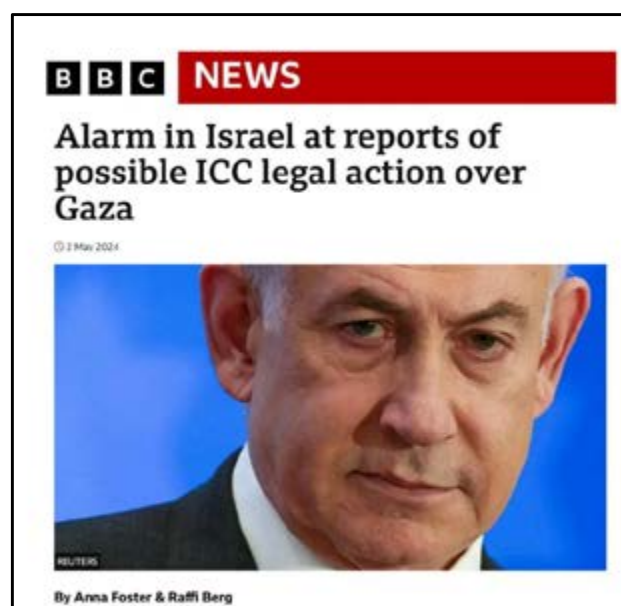 BBC NEWS
Alarm in Israel at reports of
possible ICC legal action over
Gaza
2 May 2024
REUTERS
By Anna Foster & Raffi Berg